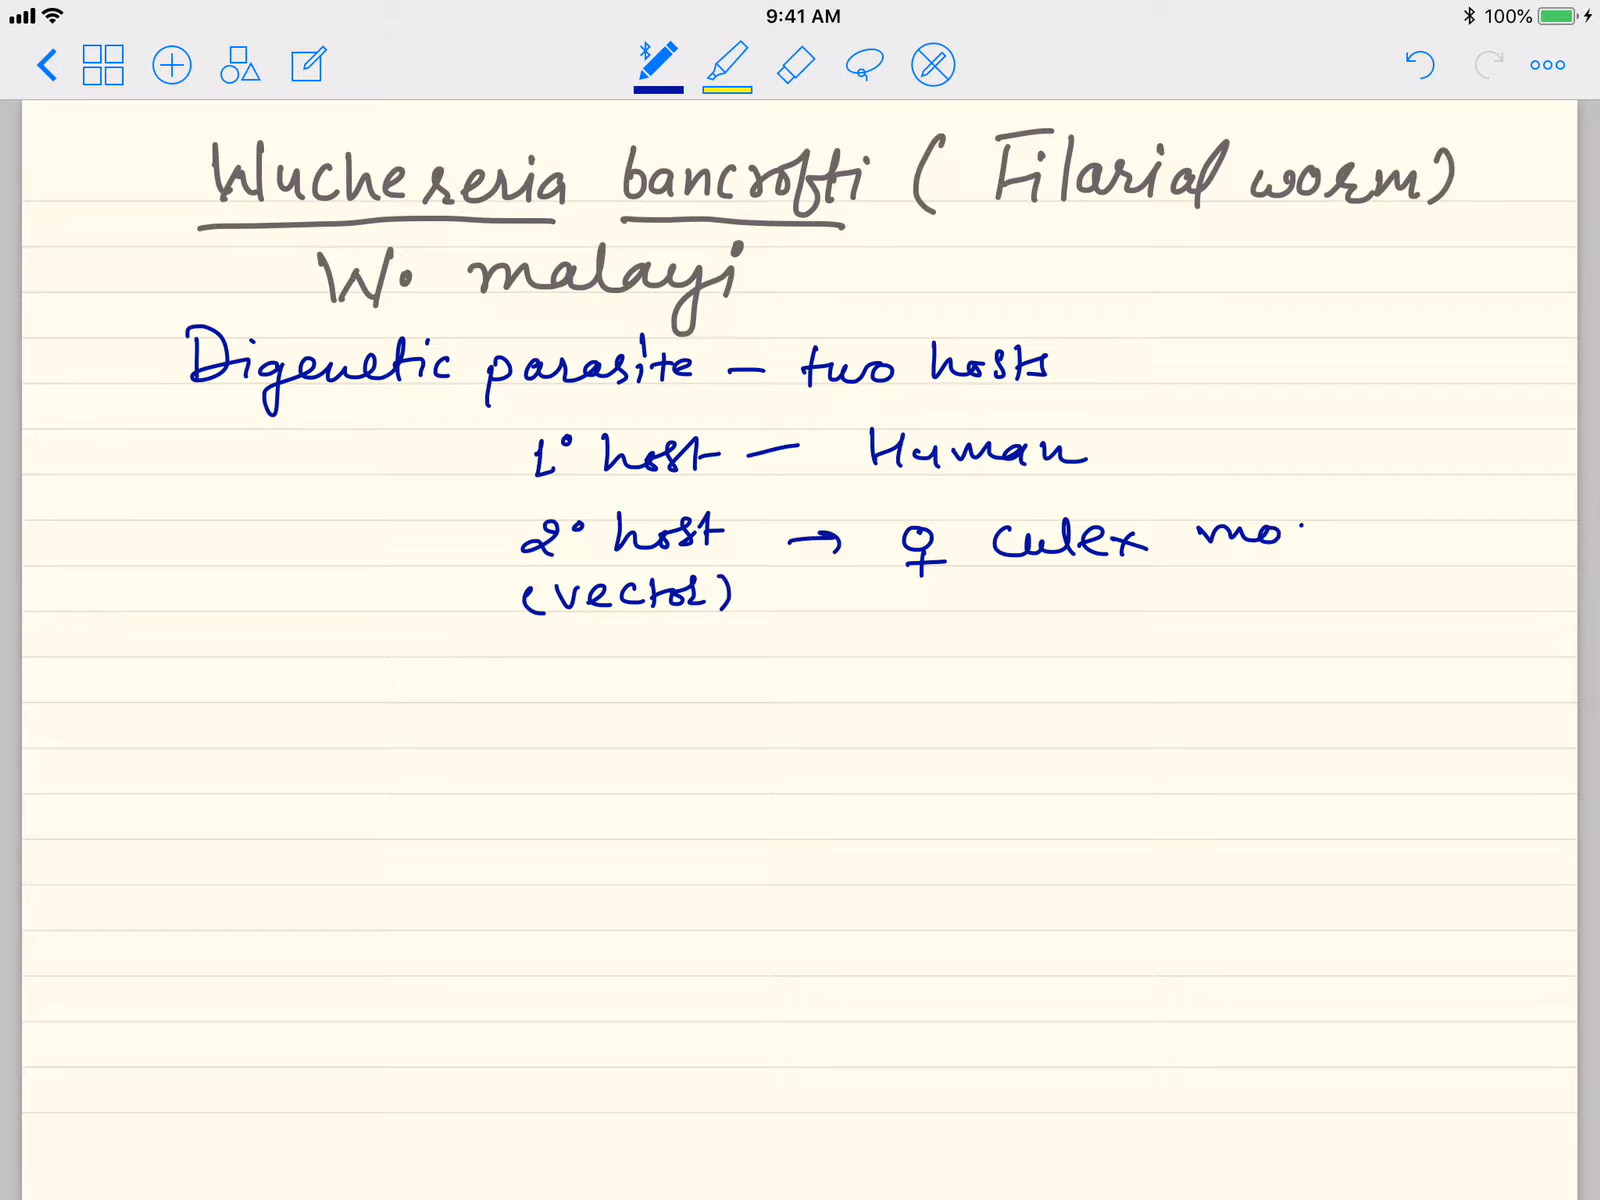 9:41 AM
100%
Wuchereria bancrofti ( Filarial worm)
W. malayi
Digenetic parasite - two hosts
1° host - Human
2° host → ♀ culex mo
(vector)